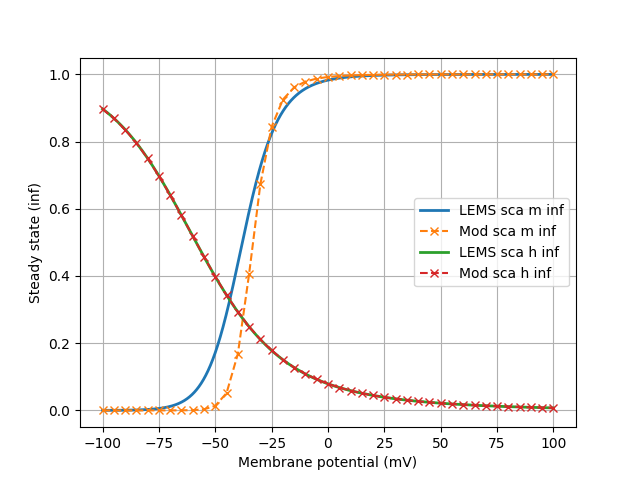 1.0
0.8
0.6
0.4
0.2
0.0
Steady state (inf)
LEMS sca m inf
Mod sca m inf
LEMS sca h inf
Mod sca h inf
−100 −75 −50 −25 0 25 50 75 100
Membrane potential (mV)